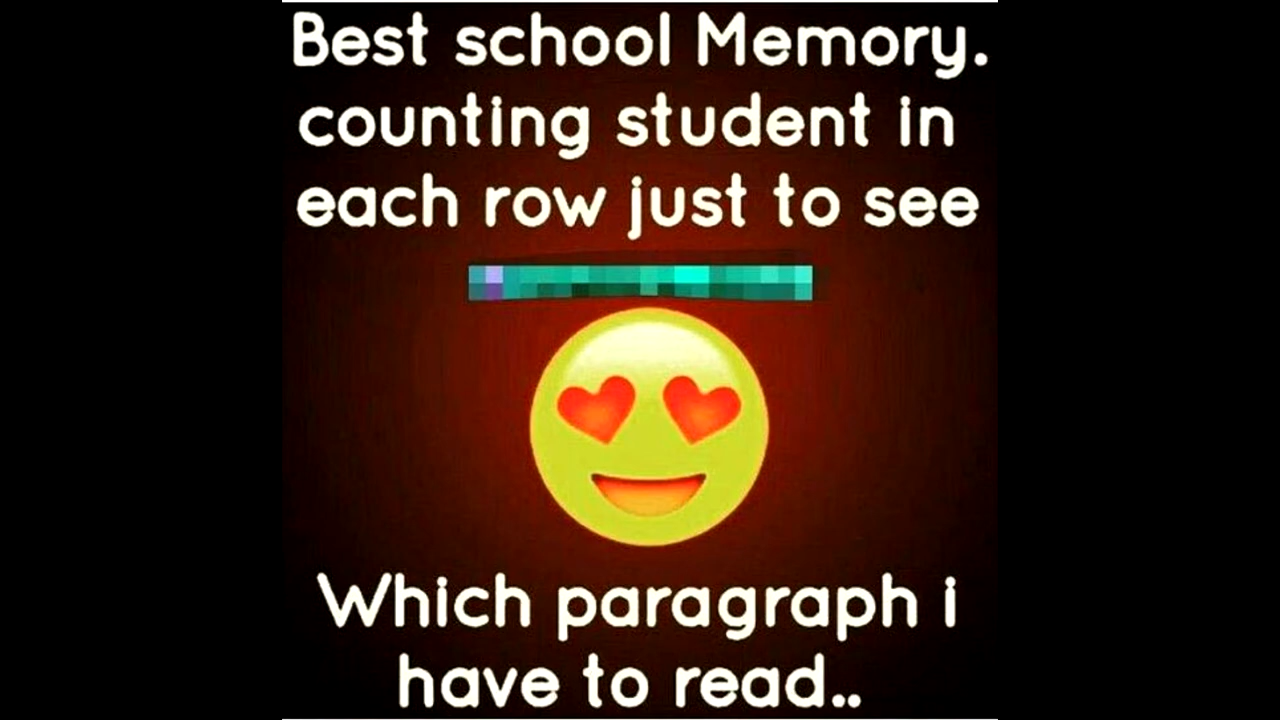 Best school Memory.
counting student in
each row just to see
Which paragraph i
have to read..